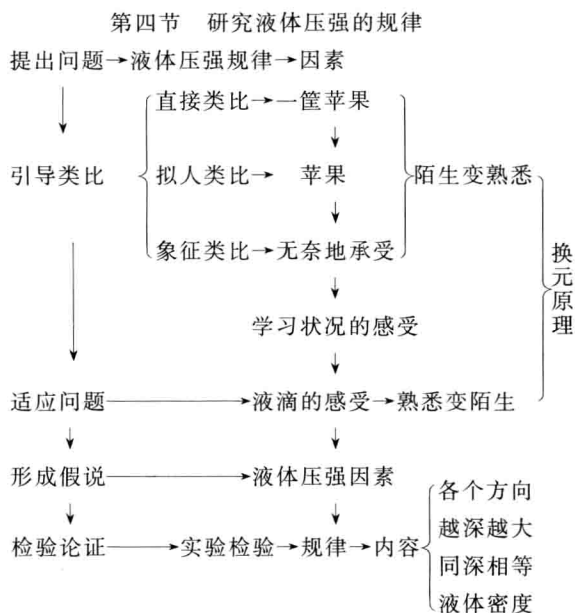 第四节 研究液体压强的规律
提出问题→液体压强规律→因素
直接类比→一筐苹果
引导类比 拟人类比→ 苹果 陌生变熟悉
象征类比→无奈地承受
换元原理
学习状况的感受
适应问题→液滴的感受→熟悉变陌生
形成假说→液体压强因素
各个方向
越深越大
检验论证→实验检验→规律→内容
同深相等
液体密度